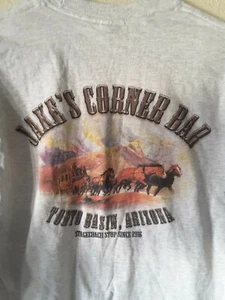 JAKE'S CORNER BAR
TONTO BASIN, ARIZONA
STAGECOACH STOP SINCE